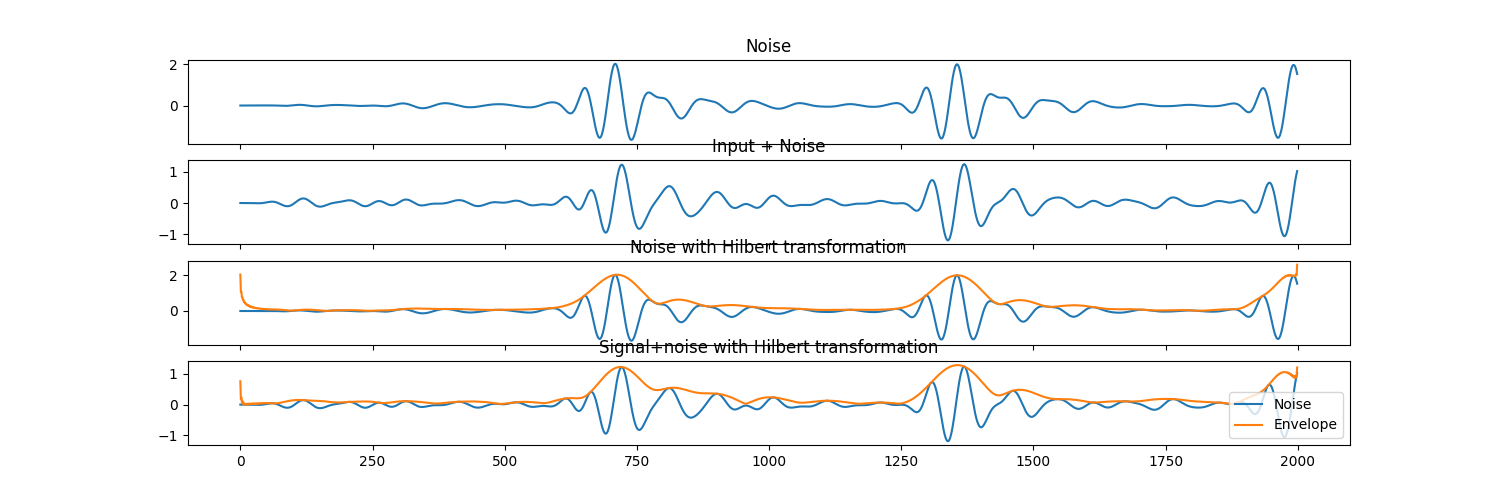 Noise
2
0
Input + Noise
1
0
−1
Noise with Hilbert transformation
2
0
Signal+noise with Hilbert transformation
1
0
−1
Noise
Envelope
0 250 500 750 1000 1250 1500 1750 2000